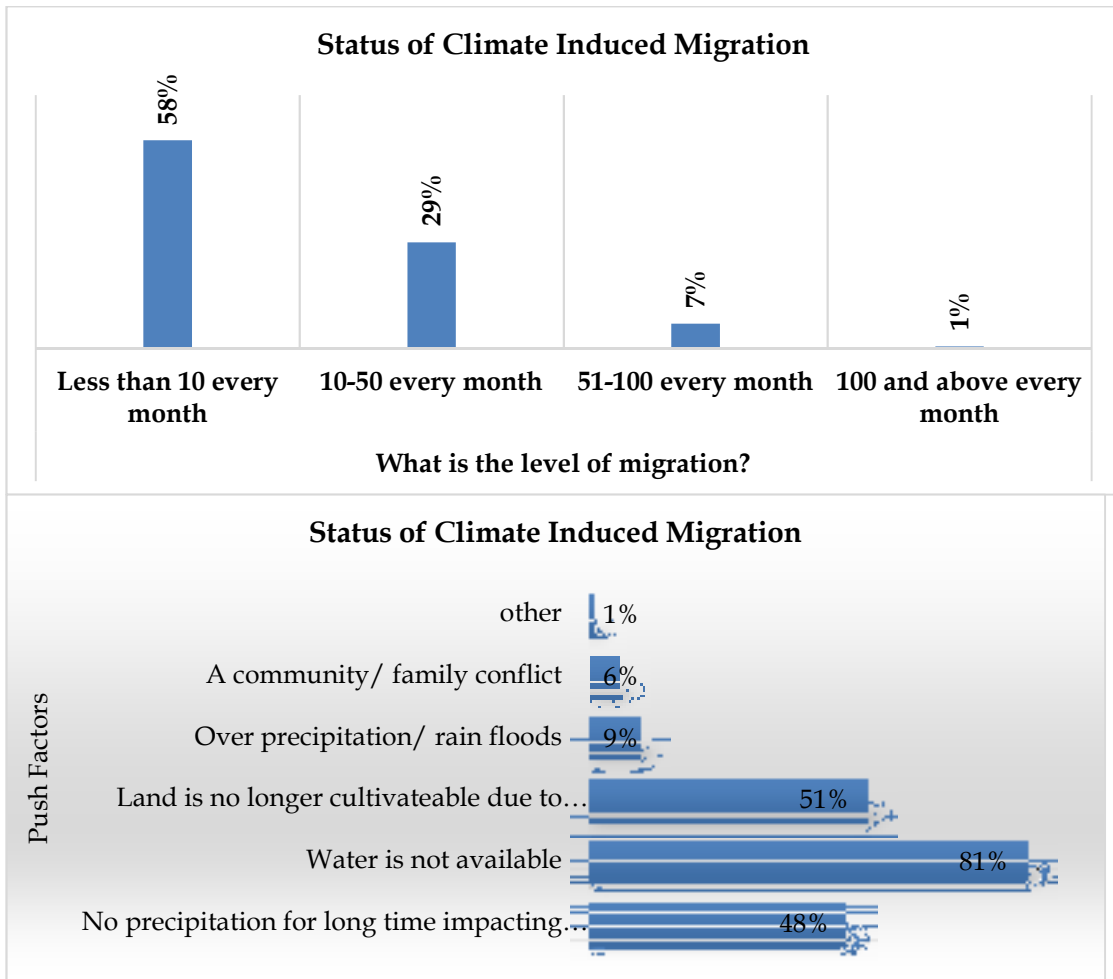 Status of Climate Induced Migration
58%
29%
7%
1%
Less than 10 every
month
10-50 every month
51-100 every month
100 and above every
month
What is the level of migration?
Status of Climate Induced Migration
Push Factors
other
1%
A community/ family conflict
6%
Over precipitation/ rain floods
9%
Land is no longer cultivateable due to…
51%
Water is not available
81%
No precipitation for long time impacting…
48%